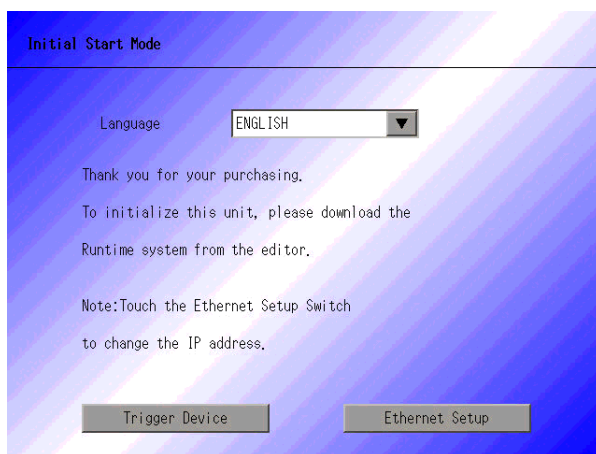 Initial Start Mode
Language ENGLISH
Thank you for your purchasing.
To initialize this unit, please download the
Runtime system from the editor.
Note:Touch the Ethernet Setup Switch
to change the IP address.
Trigger Device Ethernet Setup